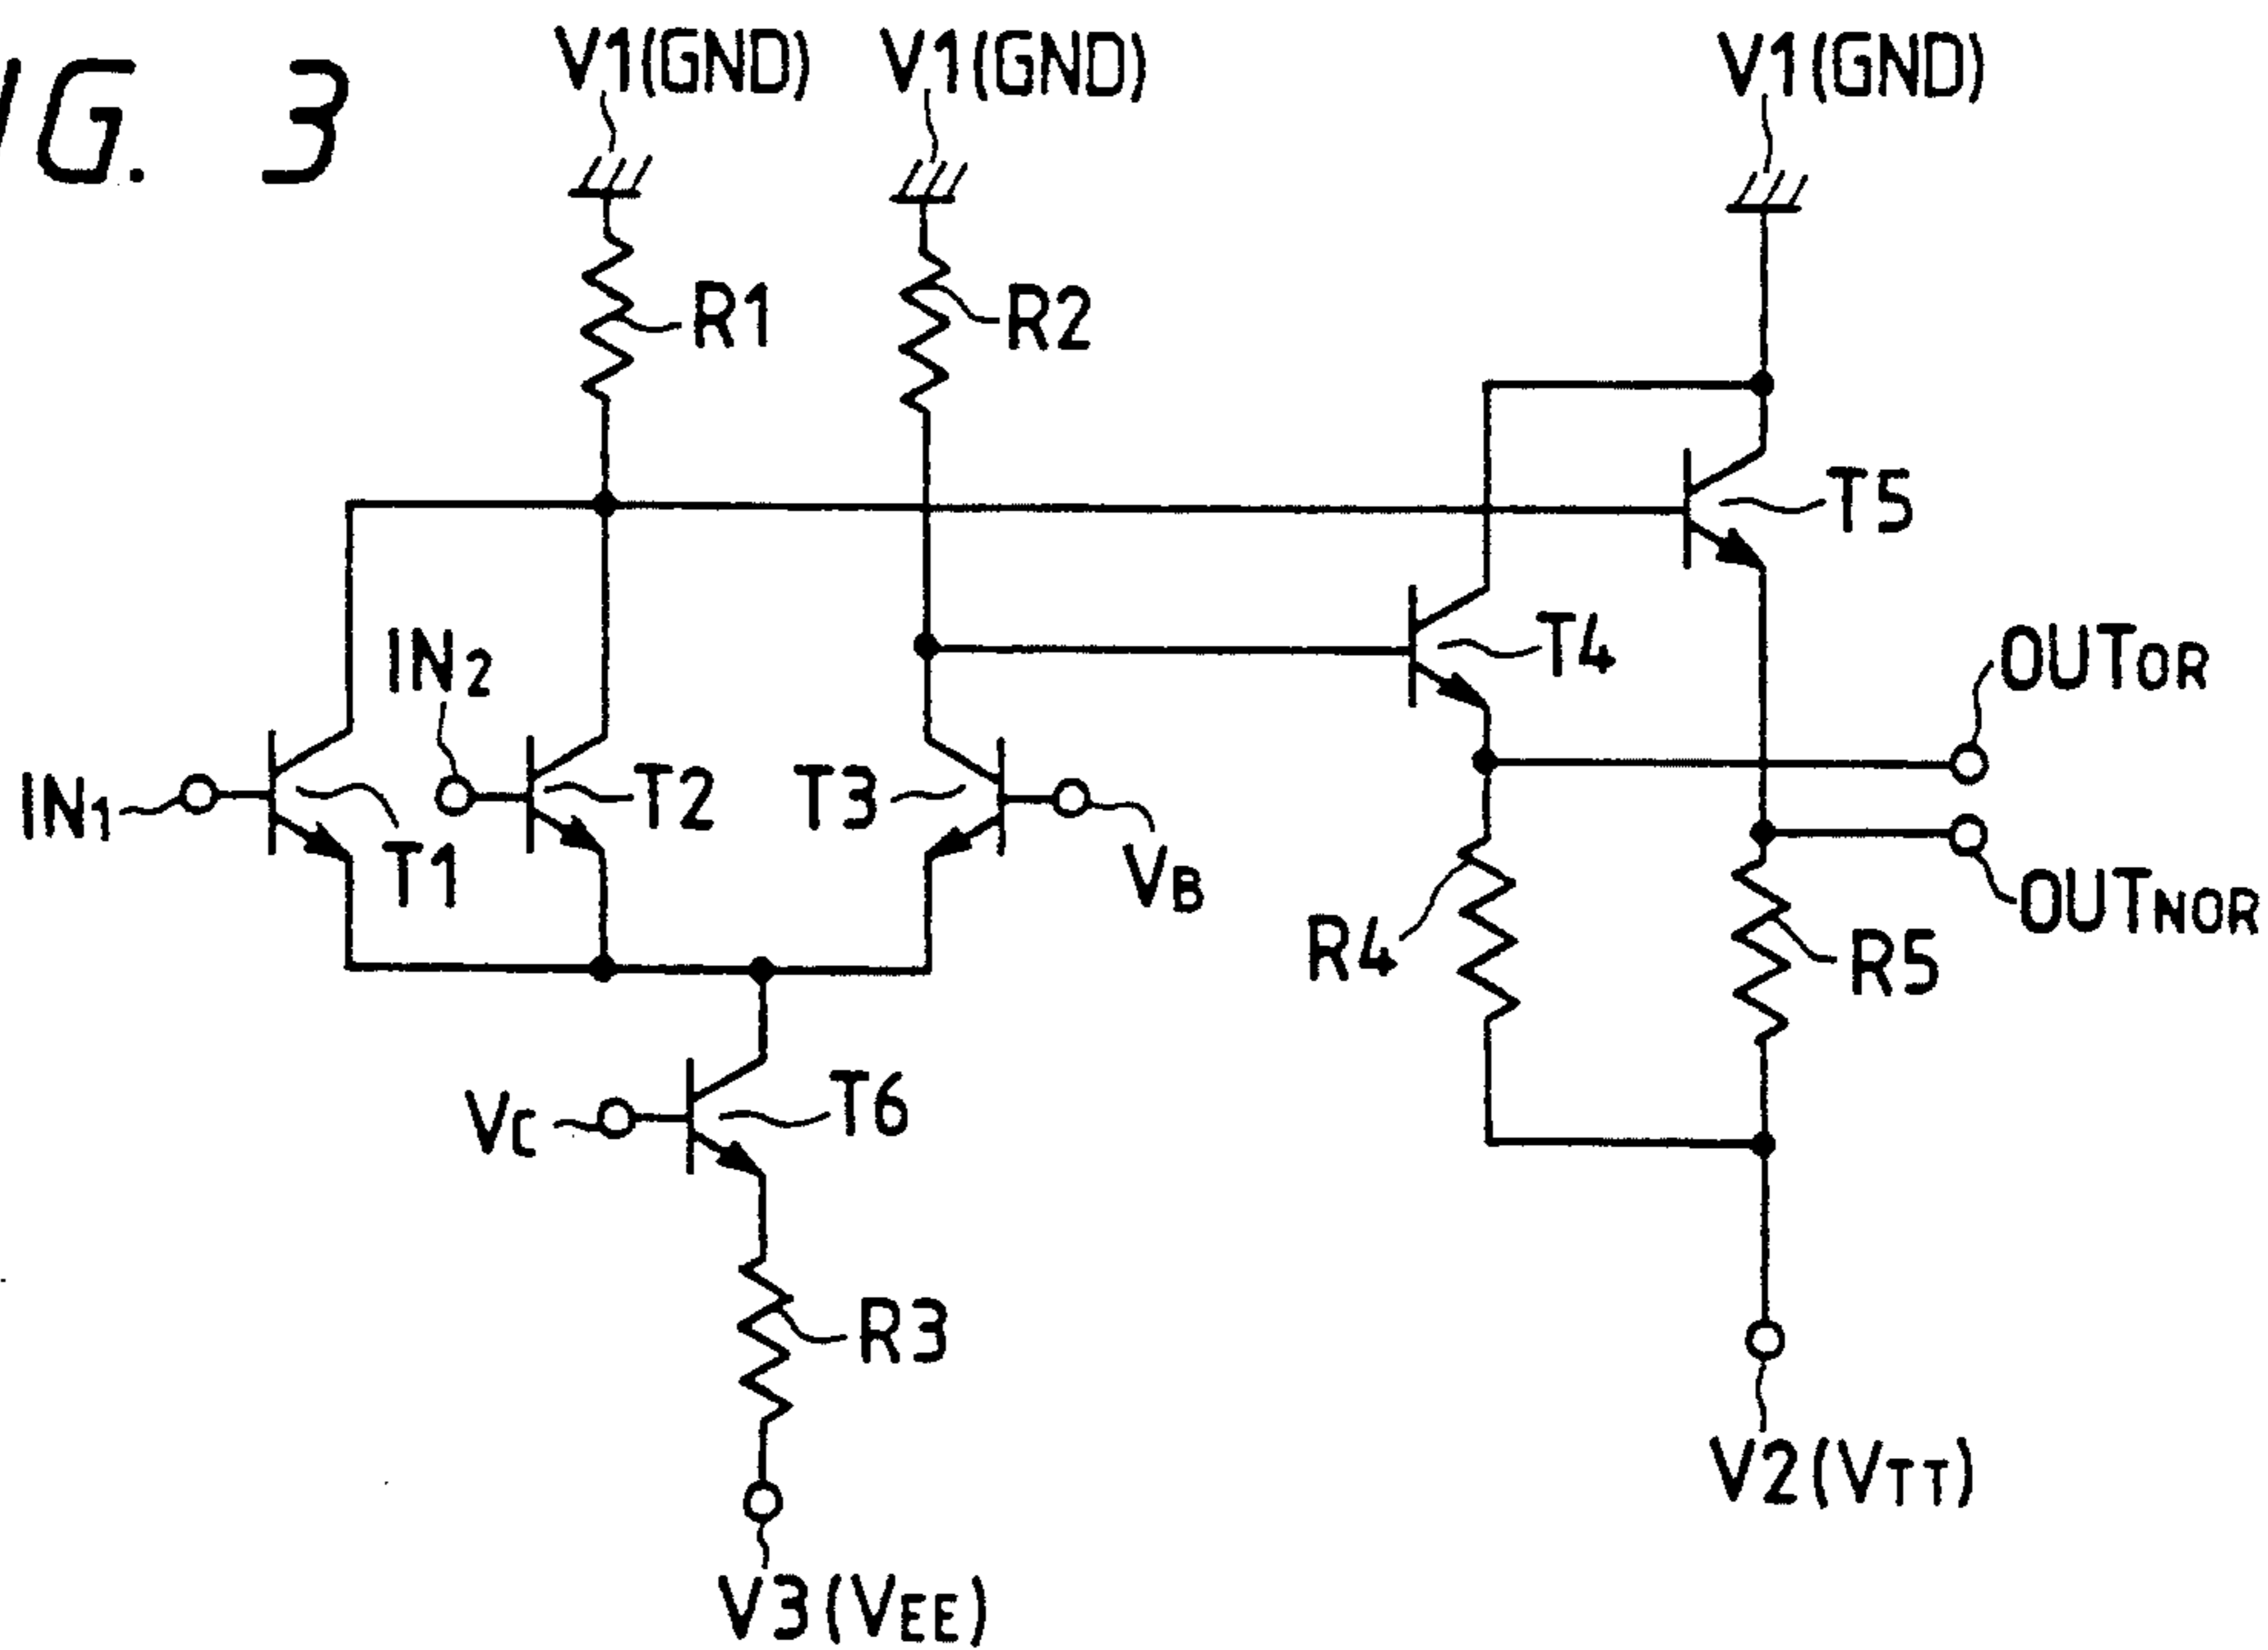 G. 3
V1(GND)
V1(GND)
V1(GND)
R1
R2
T5
IN2
T4
OUTOR
IN1
T1
T2
T3
VB
R4
OUTNOR
R5
VC
T6
R3
V2(VTT)
V3(VEE)